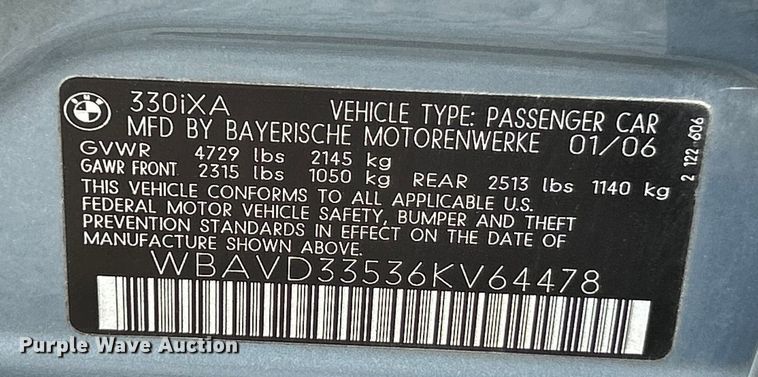 BMW
330iXA VEHICLE TYPE: PASSENGER CAR
MFD BY BAYERISCHE MOTORENWERKE 01/06
GVWR 4729 lbs 2145 kg
GAWR FRONT 2315 lbs 1050 kg REAR 2513 lbs 1140 kg
THIS VEHICLE CONFORMS TO ALL APPLICABLE U.S.
FEDERAL MOTOR VEHICLE SAFETY, BUMPER AND THEFT
PREVENTION STANDARDS IN EFFECT ON THE DATE OF
MANUFACTURE SHOWN ABOVE.
WBAVD33536KV64478
2 122 606
Purple Wave Auction